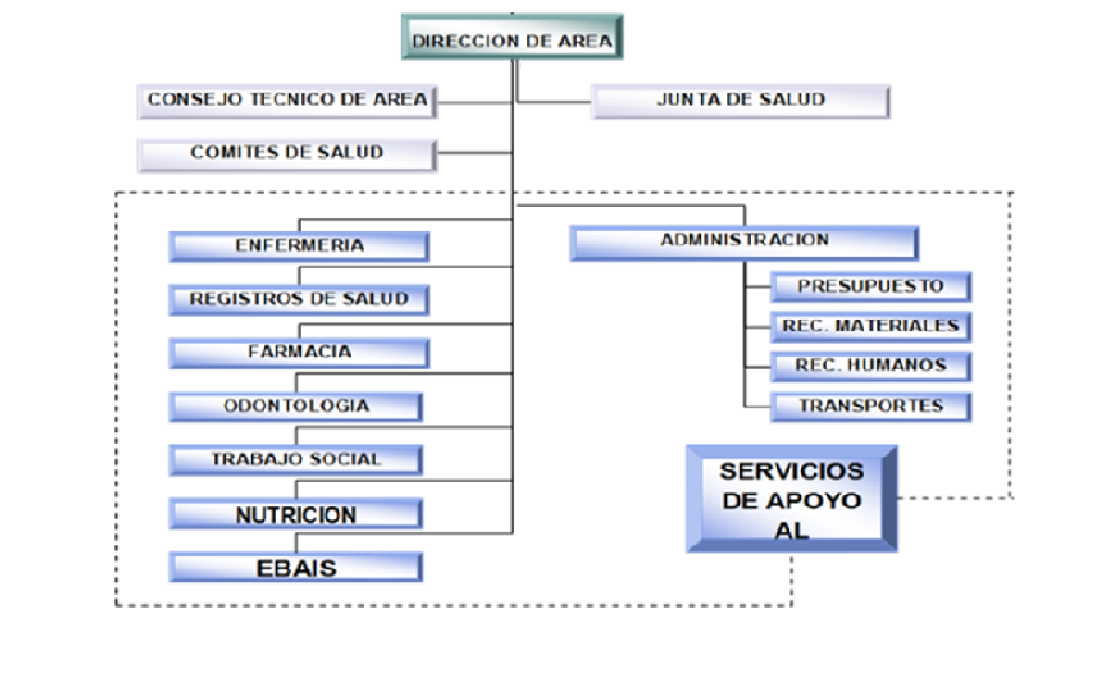 DIRECCION DE AREA
CONSEJO TECNICO DE AREA
JUNTA DE SALUD
COMITES DE SALUD
ENFERMERIA
REGISTROS DE SALUD
FARMACIA
ODONTOLOGIA
TRABAJO SOCIAL
NUTRICION
EBAIS
ADMINISTRACION
PRESUPUESTO
REC. MATERIALES
REC. HUMANOS
TRANSPORTES
SERVICIOS
DE APOYO
AL